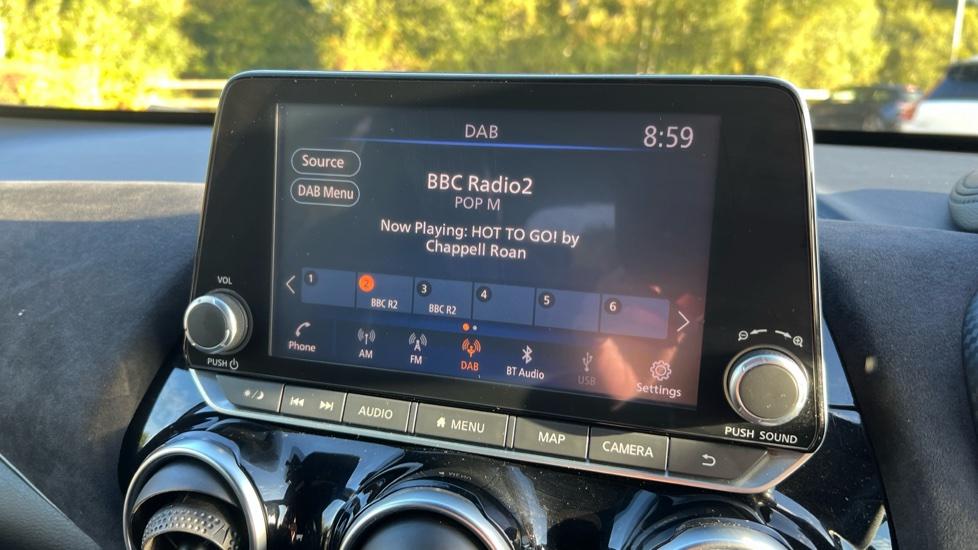 DAB
8:59
Source
DAB Menu
BBC Radio2
POP M
Now Playing: HOT TO GO! by
Chappell Roan
1 2 3 4 5 6
BBC R2 BBC R2
Phone AM FM DAB BT Audio USB Settings
VOL
PUSH
PUSH SOUND
AUDIO MENU MAP CAMERA